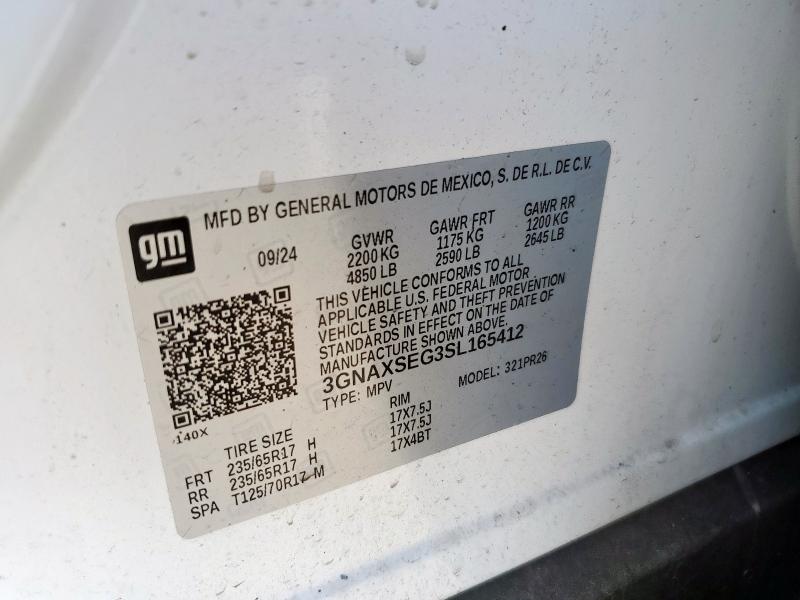 gm
MFD BY GENERAL MOTORS DE MEXICO, S. DE R.L. DE C.V.
09/24
GVWR
2200 KG
4850 LB
GAWR FRT
1175 KG
2590 LB
GAWR RR
1200 KG
2645 LB
THIS VEHICLE CONFORMS TO ALL
APPLICABLE U.S. FEDERAL MOTOR
VEHICLE SAFETY AND THEFT PREVENTION
STANDARDS IN EFFECT ON THE DATE OF
MANUFACTURE SHOWN ABOVE.
3GNAXSEG3SL165412
TYPE: MPV
MODEL: 321PR26
140X
TIRE SIZE
RIM
FRT 235/65R17 H 17X7.5J
RR 235/65R17 H 17X7.5J
SPA T125/70R17 M 17X4BT